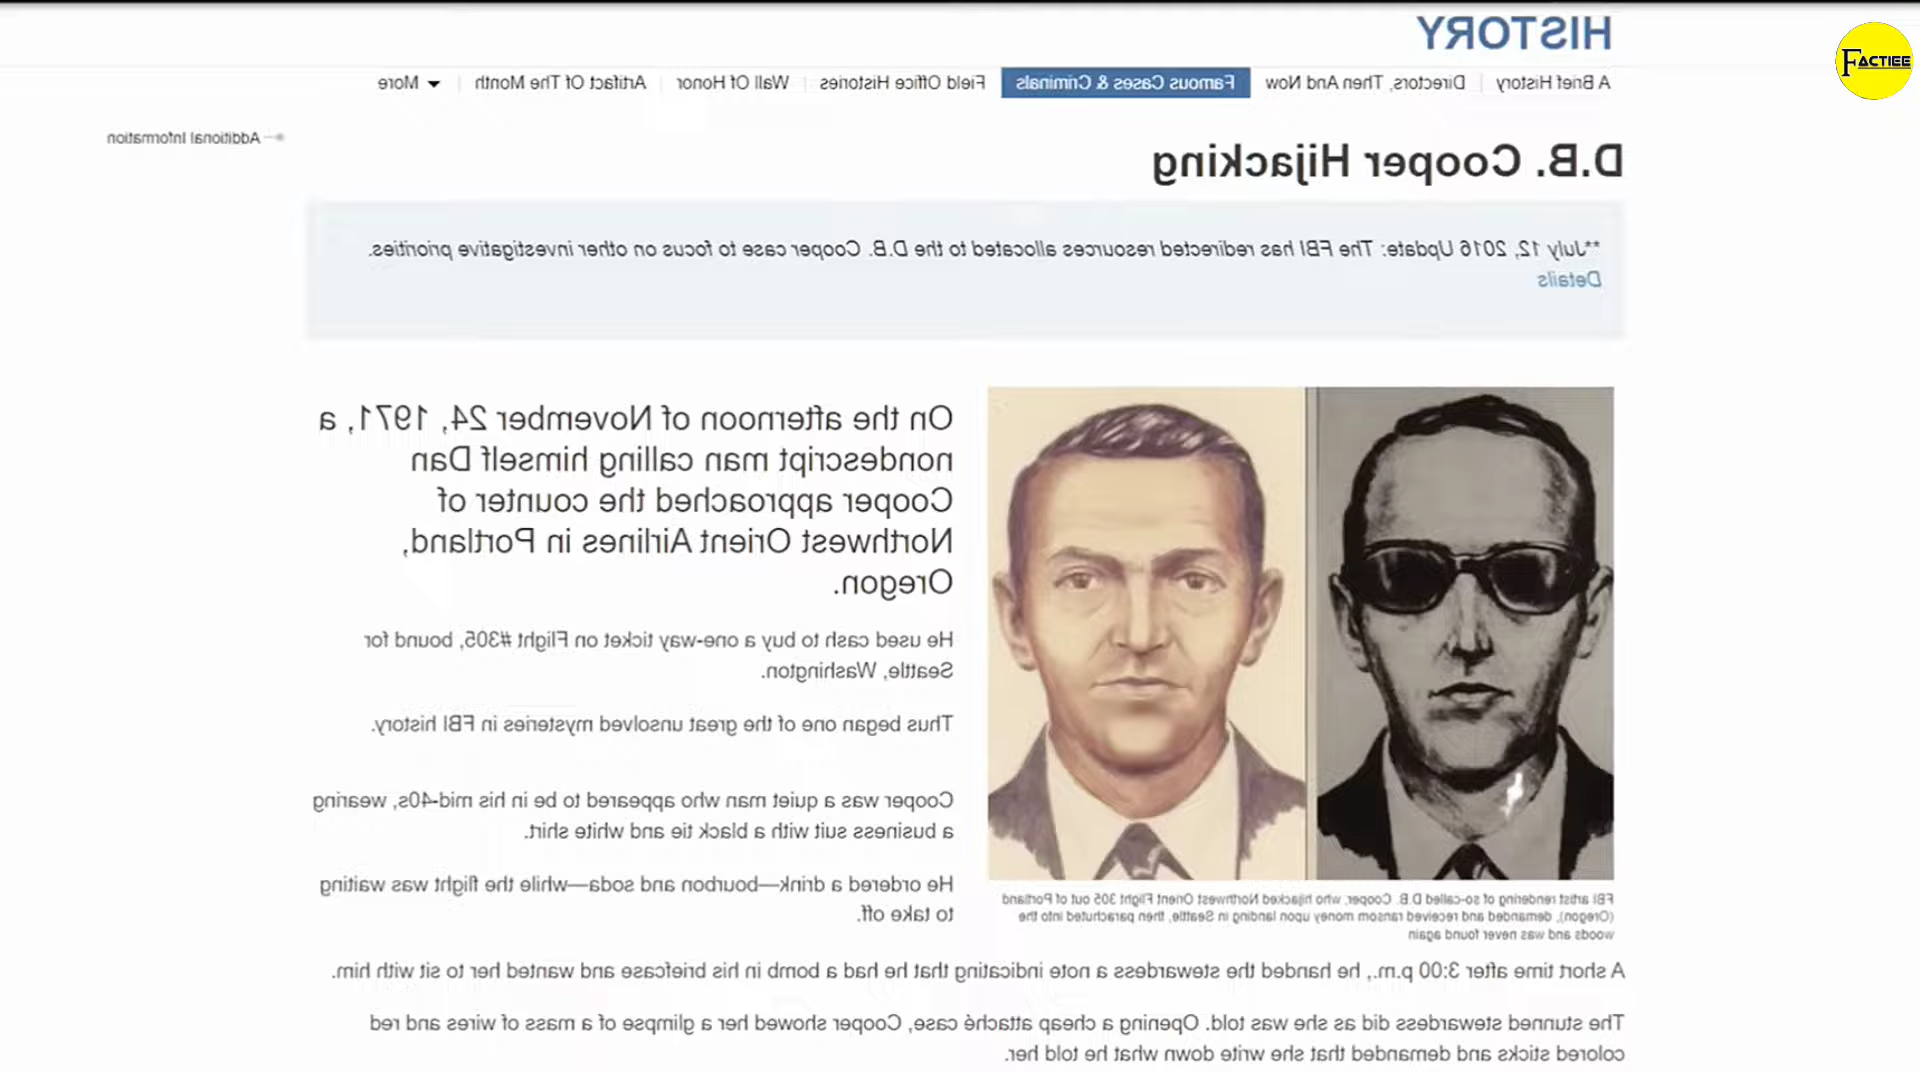 HISTORY
A Brief History
Directors, Then And Now
Famous Cases & Criminals
Field Office Histories
Wall Of Honor
Artifact Of The Month
More
FACTIEE
Additional Information
D.B. Cooper Hijacking
**July 12, 2016 Update: The FBI has redirected resources allocated to the D.B. Cooper case to focus on other investigative priorities.
Details
On the afternoon of November 24, 1971, a
nondescript man calling himself Dan
Cooper approached the counter of
Northwest Orient Airlines in Portland,
Oregon.
He used cash to buy a one-way ticket on Flight #305, bound for
Seattle, Washington.
Thus began one of the great unsolved mysteries in FBI history.
Cooper was a quiet man who appeared to be in his mid-40s, wearing
a business suit with a black tie and white shirt.
He ordered a drink—bourbon and soda—while the flight was waiting
to take off.
FBI artist rendering of so-called D.B. Cooper, who hijacked Northwest Orient Flight 305 out of Portland
(Oregon), demanded and received ransom money upon landing in Seattle, then parachuted into the
woods and was never found again
A short time after 3:00 p.m., he handed the stewardess a note indicating that he had a bomb in his briefcase and wanted her to sit with him.
The stunned stewardess did as she was told. Opening a cheap attaché case, Cooper showed her a glimpse of a mass of wires and red
colored sticks and demanded that she write down what he told her.